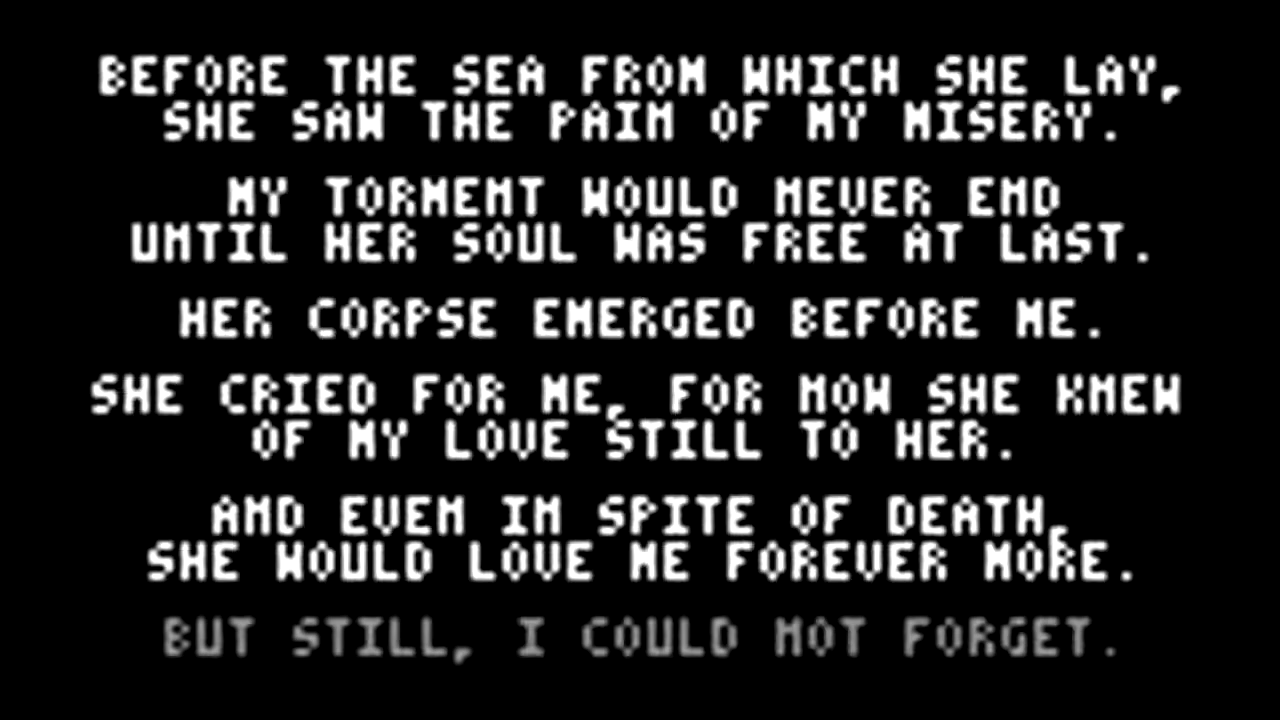 BEFORE THE SEA FROM WHICH SHE LAY,
SHE SAW THE PAIN OF MY MISERY.
MY TORMENT WOULD NEVER END
UNTIL HER SOUL WAS FREE AT LAST.
HER CORPSE EMERGED BEFORE ME.
SHE CRIED FOR ME, FOR NOW SHE KNEW
OF MY LOVE STILL TO HER.
AND EVEN IN SPITE OF DEATH,
SHE WOULD LOVE ME FOREVER MORE.
BUT STILL, I COULD NOT FORGET.